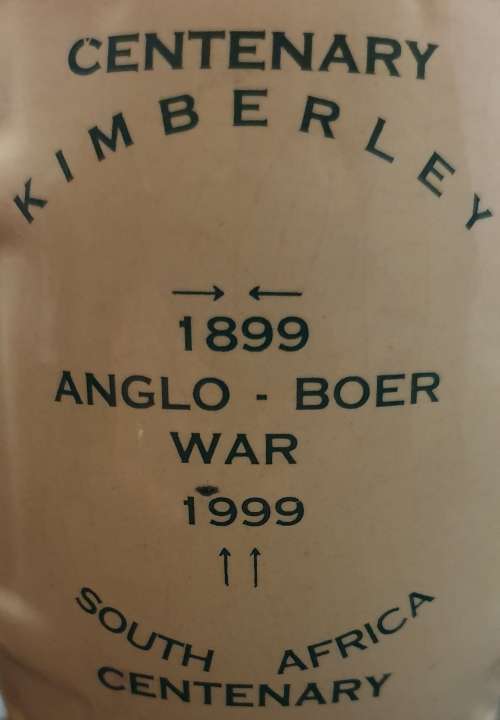 CENTENARY
KIMBERLEY
→ ←
1899
ANGLO - BOER
WAR
1999
↑↑
SOUTH AFRICA
CENTENARY